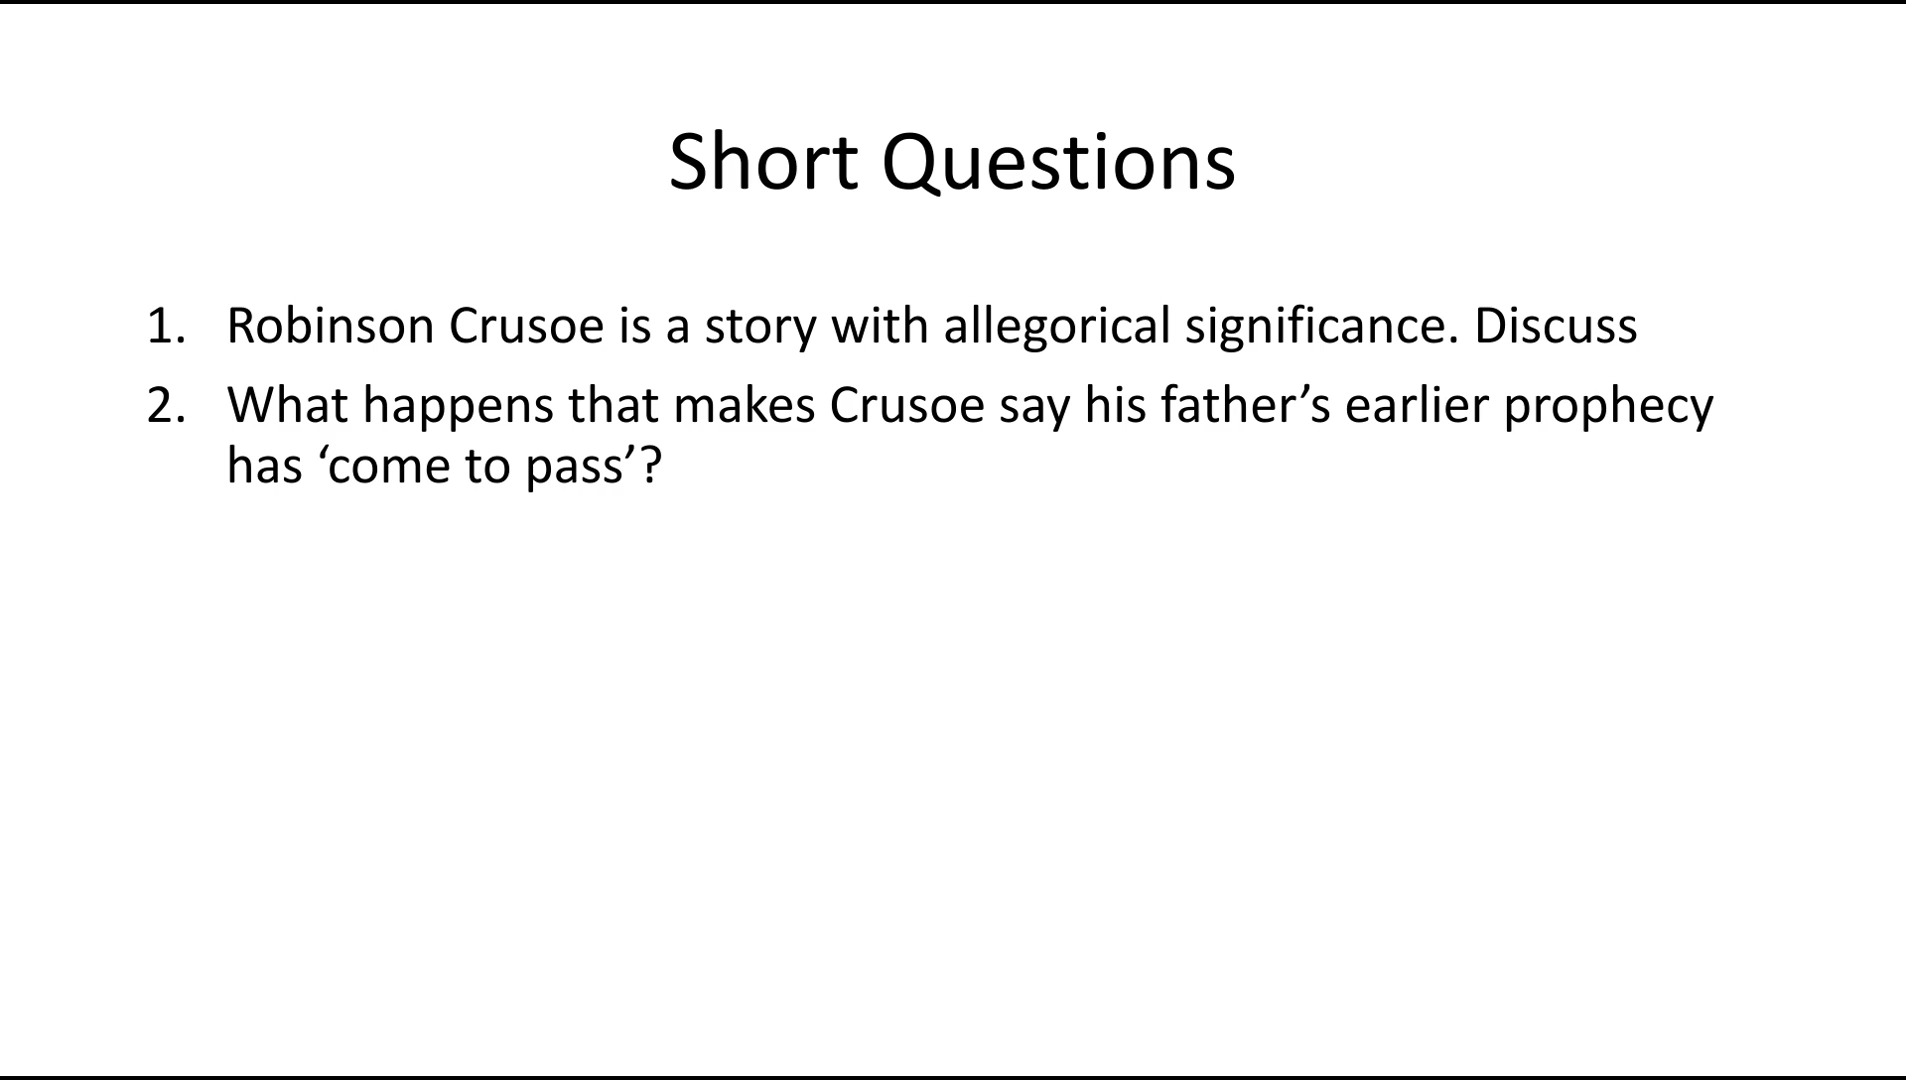 Short Questions
1. Robinson Crusoe is a story with allegorical significance. Discuss
2. What happens that makes Crusoe say his father’s earlier prophecy
has ‘come to pass’?